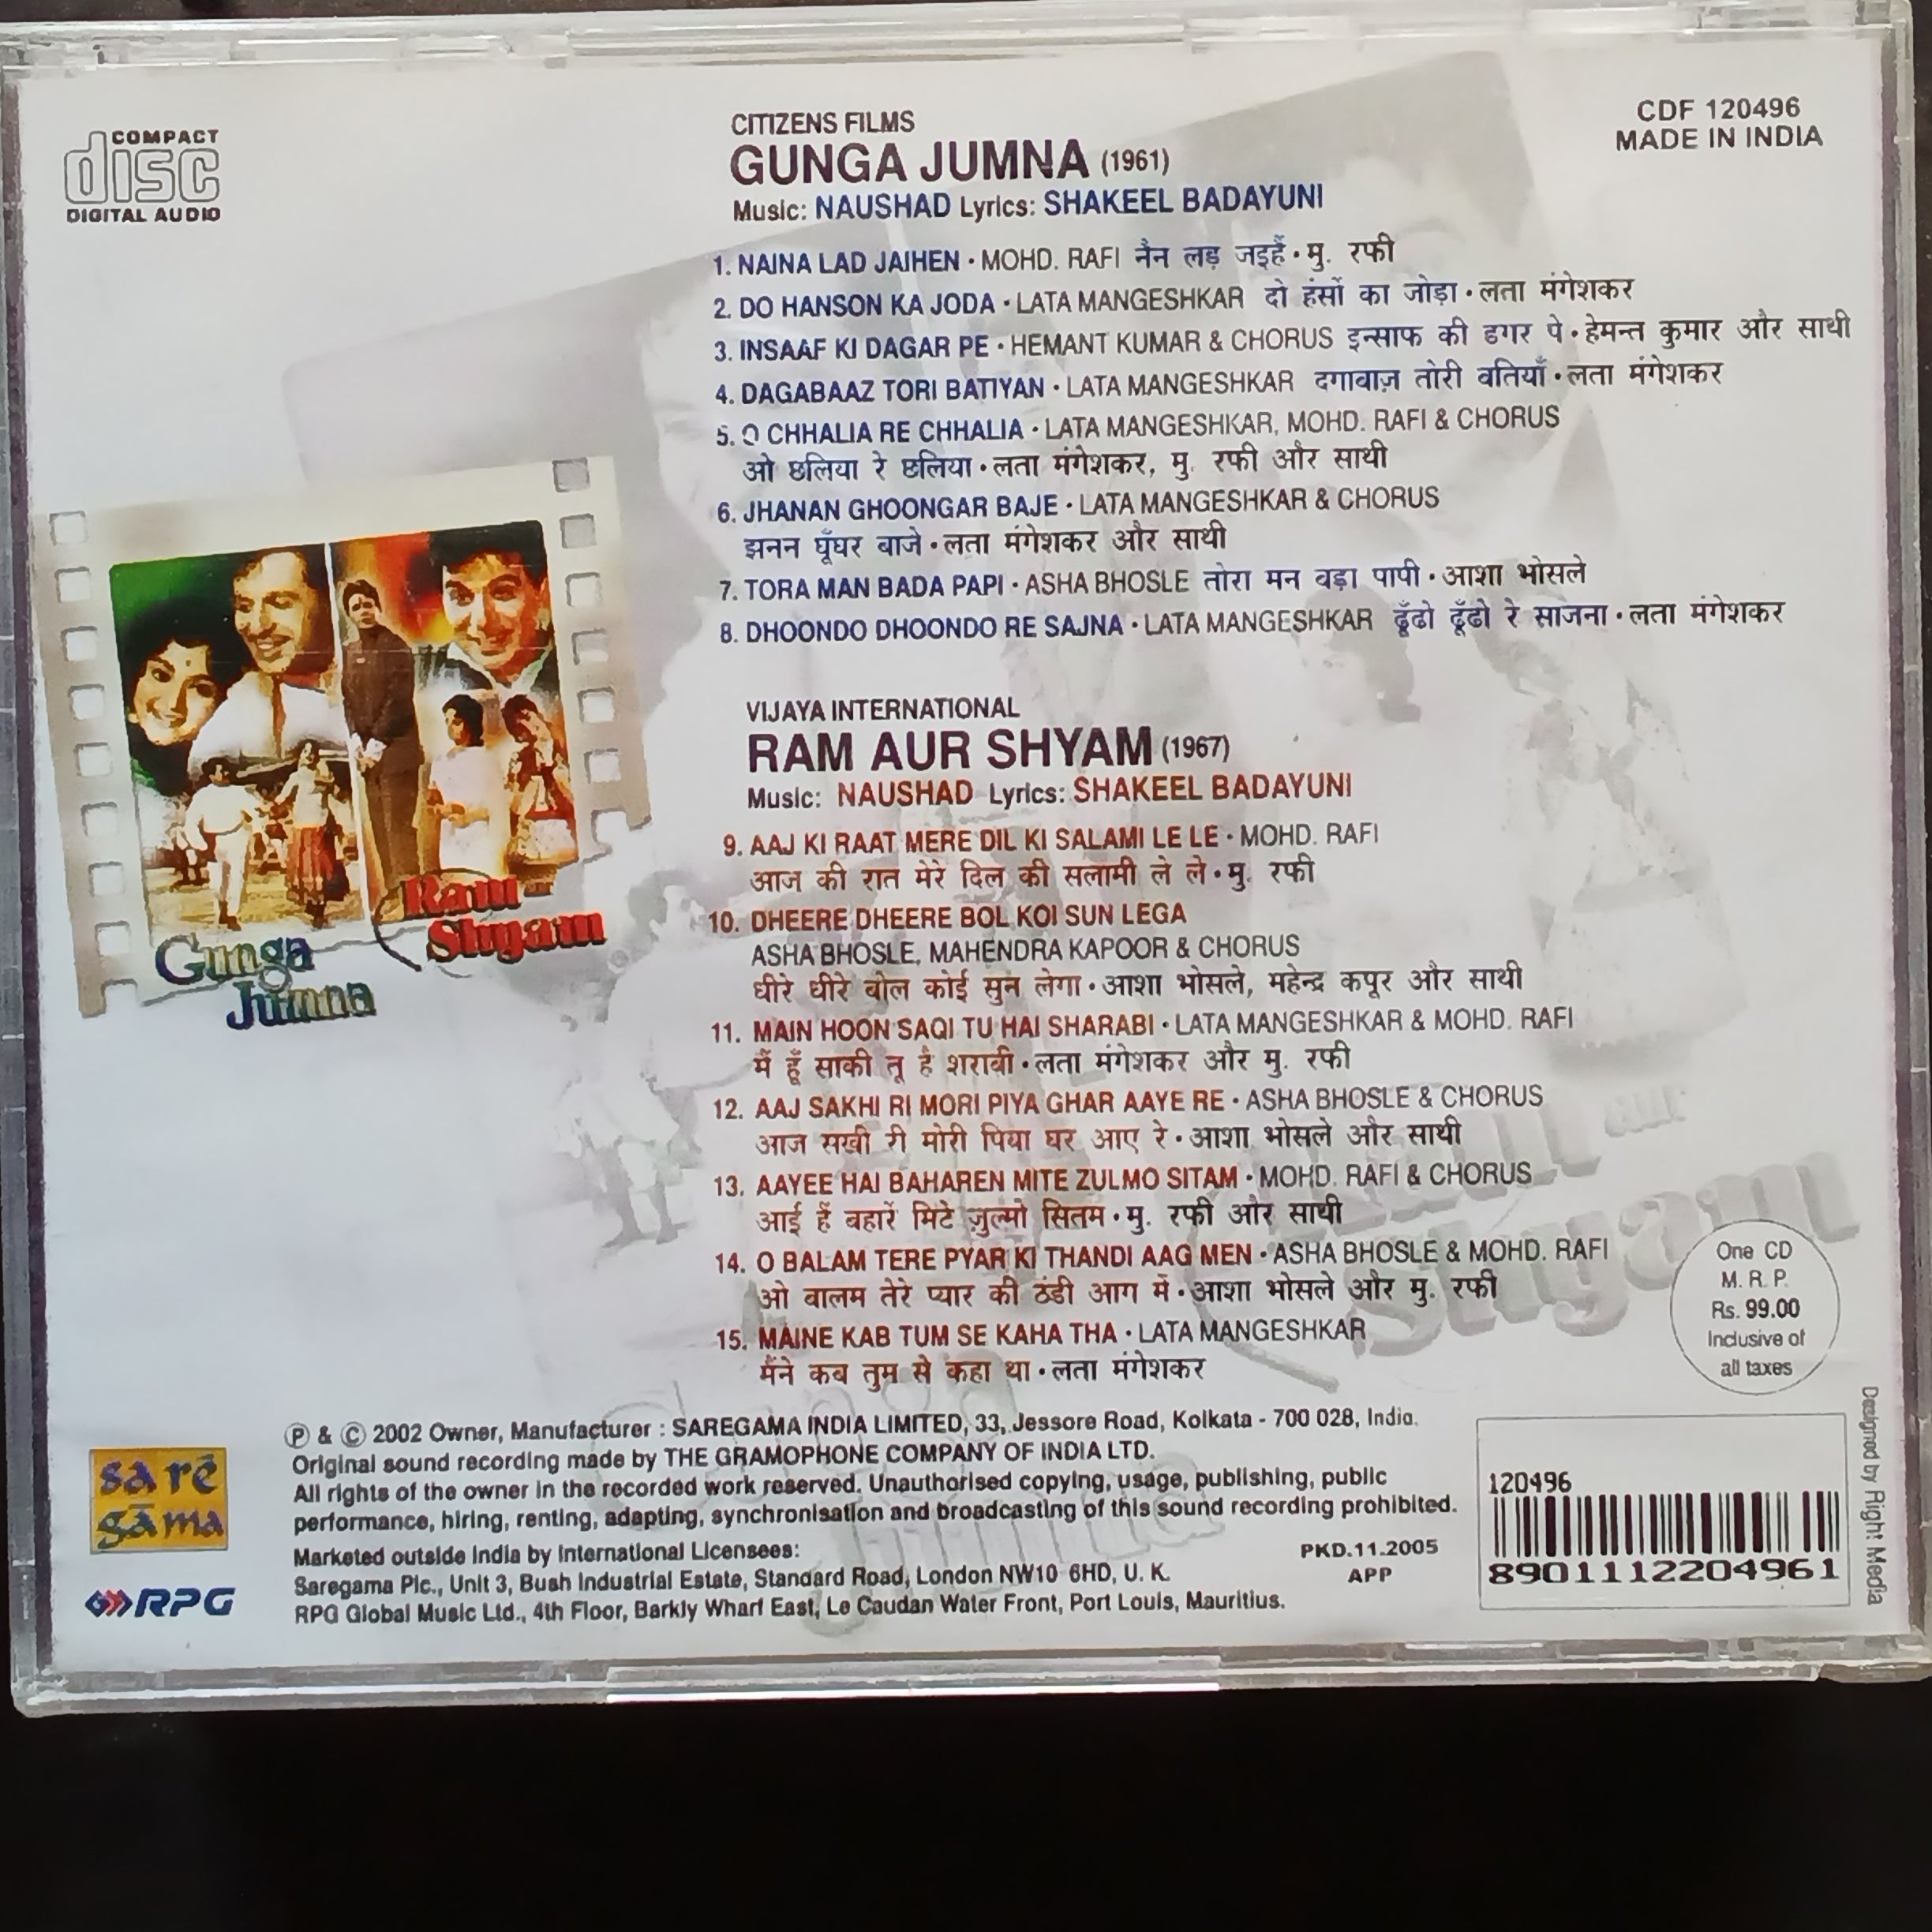 COMPACT
disc
DIGITAL AUDIO
CDF 120496
MADE IN INDIA
CITIZENS FILMS
GUNGA JUMNA (1961)
Music: NAUSHAD Lyrics: SHAKEEL BADAYUNI
1. NAINA LAD JAIHEN • MOHD. RAFI नैन लड़ जइहैं • मु. रफी
2. DO HANSON KA JODA • LATA MANGESHKAR दो हंसों का जोड़ा • लता मंगेशकर
3. INSAAF KI DAGAR PE • HEMANT KUMAR & CHORUS इन्साफ की डगर पे • हेमन्त कुमार और साथी
4. DAGABAAZ TORI BATIYAN • LATA MANGESHKAR दगाबाज़ तोरी बतियाँ • लता मंगेशकर
5. O CHHALIA RE CHHALIA • LATA MANGESHKAR, MOHD. RAFI & CHORUS
ओ छलिया रे छलिया • लता मंगेशकर, मु. रफी और साथी
6. JHANAN GHOONGAR BAJE • LATA MANGESHKAR & CHORUS
झनन घूँघर बाजे • लता मंगेशकर और साथी
7. TORA MAN BADA PAPI • ASHA BHOSLE तोरा मन बड़ा पापी • आशा भोसले
8. DHOONDO DHOONDO RE SAJNA • LATA MANGESHKAR ढूँढो ढूँढो रे साजना • लता मंगेशकर
VIJAYA INTERNATIONAL
RAM AUR SHYAM (1967)
Music: NAUSHAD Lyrics: SHAKEEL BADAYUNI
9. AAJ KI RAAT MERE DIL KI SALAMI LE LE • MOHD. RAFI
आज की रात मेरे दिल की सलामी ले ले • मु. रफी
10. DHEERE DHEERE BOL KOI SUN LEGA
ASHA BHOSLE, MAHENDRA KAPOOR & CHORUS
धीरे धीरे बोल कोई सुन लेगा • आशा भोसले, महेन्द्र कपूर और साथी
11. MAIN HOON SAQI TU HAI SHARABI • LATA MANGESHKAR & MOHD. RAFI
मैं हूँ साकी तू है शराबी • लता मंगेशकर और मु. रफी
12. AAJ SAKHI RI MORI PIYA GHAR AAYE RE • ASHA BHOSLE & CHORUS
आज सखी री मोरी पिया घर आए रे • आशा भोसले और साथी
13. AAYEE HAI BAHAREN MITE ZULMO SITAM • MOHD. RAFI & CHORUS
आई हैं बहारें मिटे ज़ुल्मो सितम • मु. रफी और साथी
14. O BALAM TERE PYAR KI THANDI AAG MEN • ASHA BHOSLE & MOHD. RAFI
ओ बालम तेरे प्यार की ठंडी आग में • आशा भोसले और मु. रफी
15. MAINE KAB TUM SE KAHA THA • LATA MANGESHKAR
मैंने कब तुम से कहा था • लता मंगेशकर
Gunga
Jumna
Ram aur
Shyam
Ram aur
Shyam
Gunga
Jumna
One CD
M. R. P.
Rs. 99.00
Inclusive of
all taxes
sa rē
gā ma
RPG
Ⓟ & © 2002 Owner, Manufacturer : SAREGAMA INDIA LIMITED, 33, Jessore Road, Kolkata - 700 028, India.
Original sound recording made by THE GRAMOPHONE COMPANY OF INDIA LTD.
All rights of the owner in the recorded work reserved. Unauthorised copying, usage, publishing, public
performance, hiring, renting, adapting, synchronisation and broadcasting of this sound recording prohibited.
Marketed outside India by International Licensees:
Saregama Plc., Unit 3, Bush Industrial Estate, Standard Road, London NW10 6HD, U. K.
RPG Global Music Ltd., 4th Floor, Barkly Wharf East, Le Caudan Water Front, Port Louis, Mauritius.
PKD.11.2005
APP
120496
8901112204961
Designed by Right Media